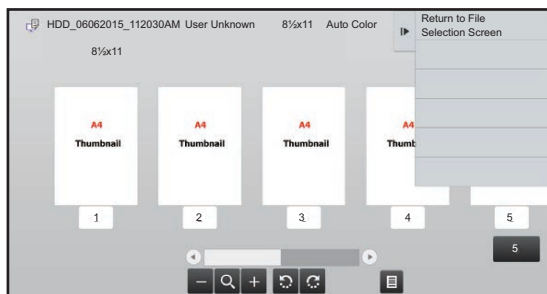 HDD_06062015_112030AM User Unknown 8½x11 Auto Color
8½x11
Return to File
Selection Screen
A4
Thumbnail
A4
Thumbnail
A4
Thumbnail
A4
Thumb
1 2 3 4 5
5